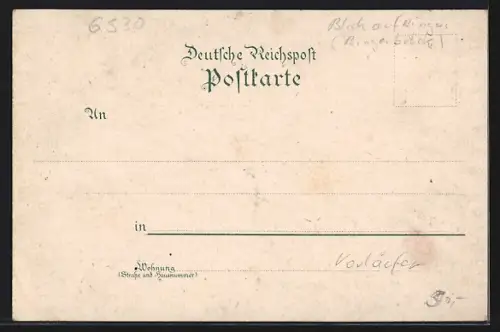 6530
Blick auf Bingen
(Bingerbrück)
Deutsche Reichspost
Postkarte
An
in
Wohnung
(Straße und Hausnummer)
Vorläufer